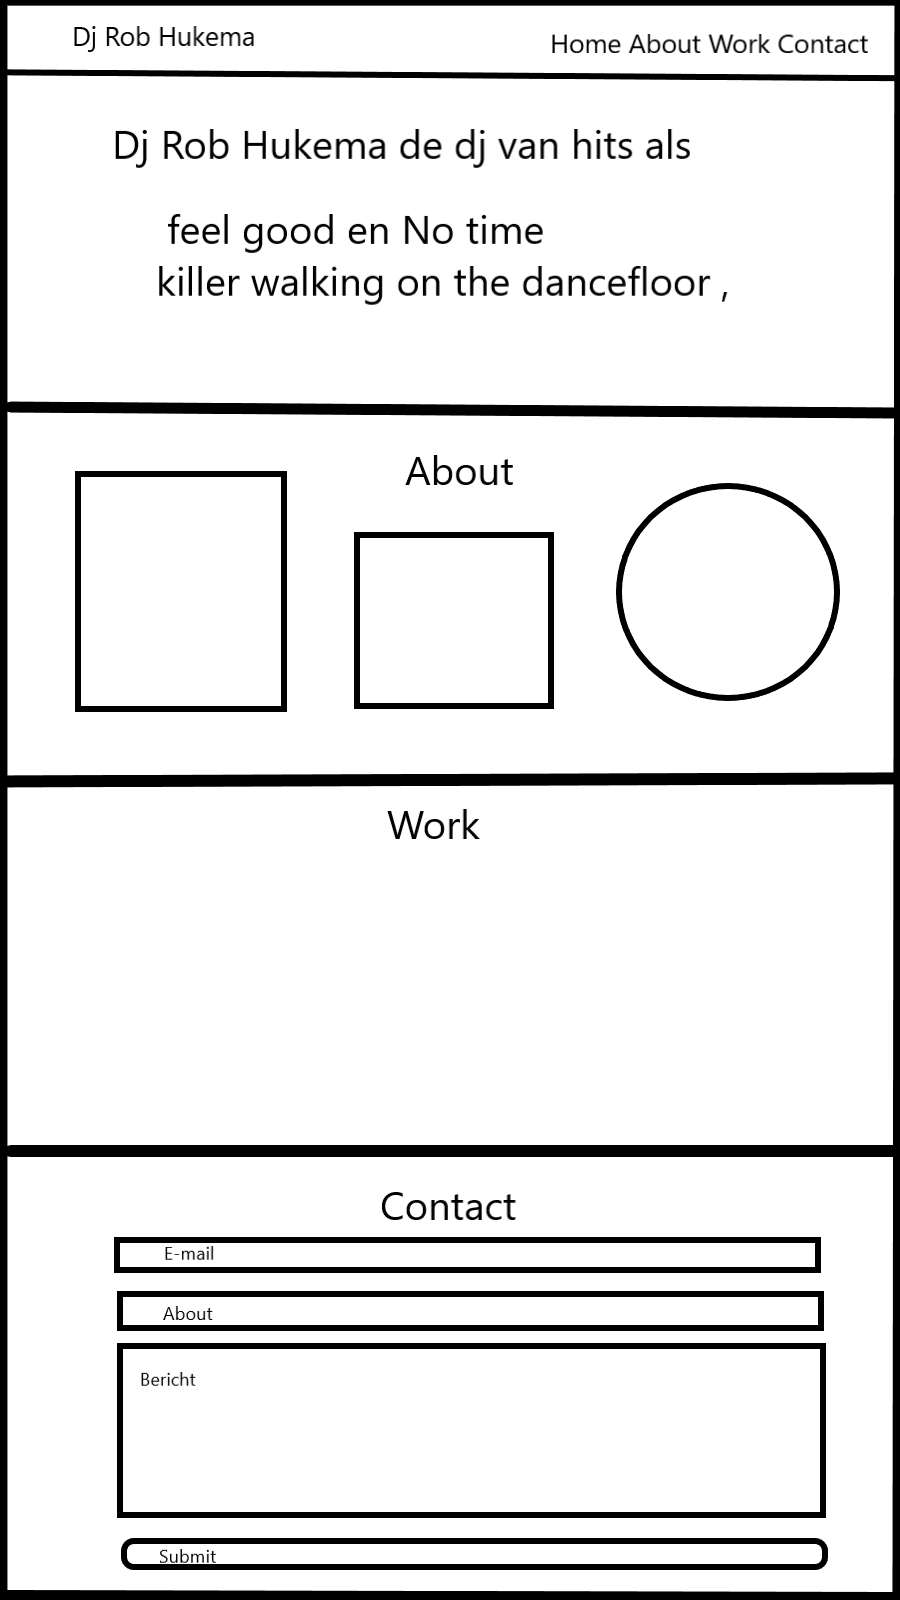 Dj Rob Hukema
Home About Work Contact
Dj Rob Hukema de dj van hits als
feel good en No time
killer walking on the dancefloor ,
About
Work
Contact
E-mail
About
Bericht
Submit